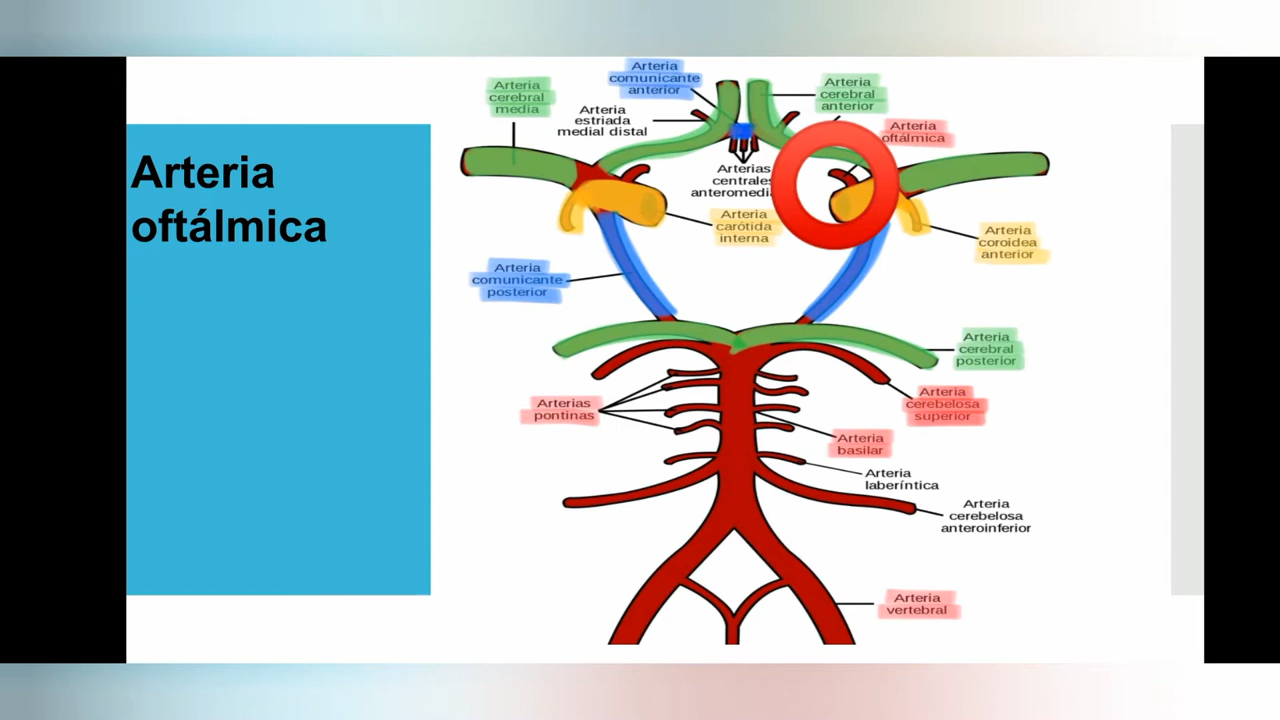 Arteria
oftálmica
Arteria
comunicante
anterior
Arteria
cerebral
media
Arteria
estriada
medial distal
Arteria
cerebral
anterior
Arteria
oftálmica
Arterias
centrales
Arteria
carótida
interna
Arteria
coroidea
anterior
Arteria
comunicante
posterior
Arteria
cerebral
posterior
Arterias
pontinas
Arteria
cerebelosa
superior
Arteria
basilar
Arteria
laberíntica
Arteria
cerebelosa
anteroinferior
Arteria
vertebral